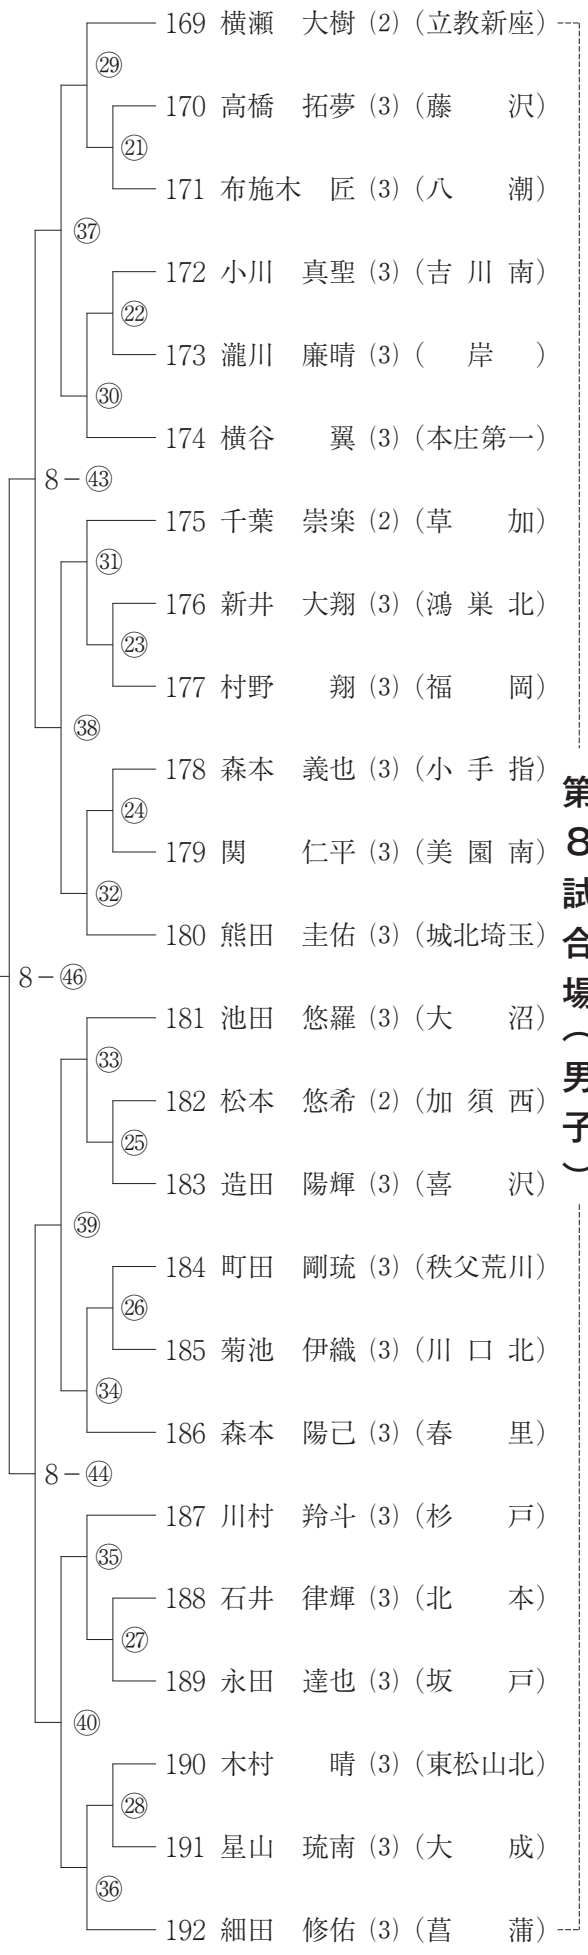 169 横瀬 大樹 (2) (立教新座)
㉙
170 高橋 拓夢 (3) (藤 沢)
㉑
171 布施木 匠 (3) (八 潮)
㊲
172 小川 真聖 (3) (吉川南)
㉒
173 瀧川 廉晴 (3) ( 岸 )
㉚
174 横谷 翼 (3) (本庄第一)
8-㊸
175 千葉 崇楽 (2) (草 加)
㉛
176 新井 大翔 (3) (鴻巣北)
㉓
177 村野 翔 (3) (福 岡)
㊳
178 森本 義也 (3) (小手指)
㉔
179 関 仁平 (3) (美園南)
㉜
180 熊田 圭佑 (3) (城北埼玉)
8-㊻
181 池田 悠羅 (3) (大 沼)
㉝
182 松本 悠希 (2) (加須西)
㉕
183 造田 陽輝 (3) (喜 沢)
㊴
184 町田 剛琉 (3) (秩父荒川)
㉖
185 菊池 伊織 (3) (川口北)
㉞
186 森本 陽己 (3) (春 里)
8-㊹
187 川村 羚斗 (3) (杉 戸)
㉟
188 石井 律輝 (3) (北 本)
㉗
189 永田 達也 (3) (坂 戸)
㊵
190 木村 晴 (3) (東松山北)
㉘
191 星山 琉南 (3) (大 成)
㊱
192 細田 修佑 (3) (菖 蒲)
第8試合場(男子)